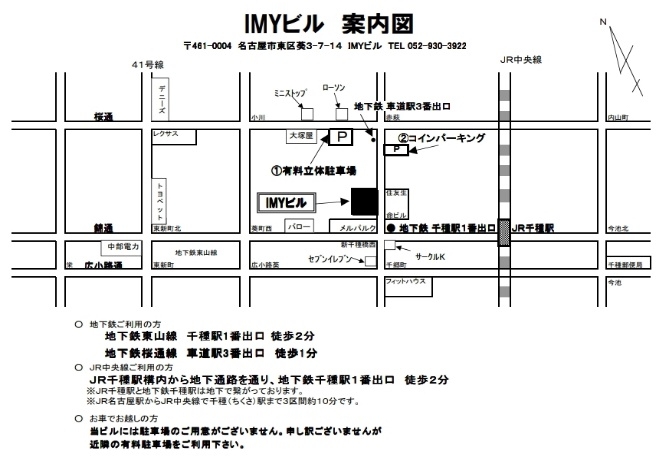 IMYビル 案内図
〒461-0004 名古屋市東区葵3-7-14 IMYビル TEL 052-930-3922
N
41号線
JR中央線
デニーズ
ミニストップ
ローソン
地下鉄 車道駅3番出口
桜通
小川
赤萩
内山町
レクサス
大塚屋
P
②コインパーキング
P
①有料立体駐車場
トヨペット
IMYビル
住友生命ビル
錦通
東新町北
葵町西
バロー
メルパルク
地下鉄 千種駅1番出口
JR千種駅
今池北
中部電力
地下鉄東山線
新千種橋西
サークルK
セブンイレブン
栄
広小路通
東新町
広小路葵
千郷町
千種郵便局
フィットハウス
今池
○ 地下鉄ご利用の方
地下鉄東山線 千種駅1番出口 徒歩2分
地下鉄桜通線 車道駅3番出口 徒歩1分
○ JR中央線ご利用の方
JR千種駅構内から地下通路を通り、地下鉄千種駅1番出口 徒歩2分
※JR千種駅と地下鉄千種駅は地下で繋がっております。
※JR名古屋駅からJR中央線で千種(ちくさ)駅まで3区間約10分です。
○ お車でお越しの方
当ビルには駐車場のご用意がございません。申し訳ございませんが
近隣の有料駐車場をご利用下さい。